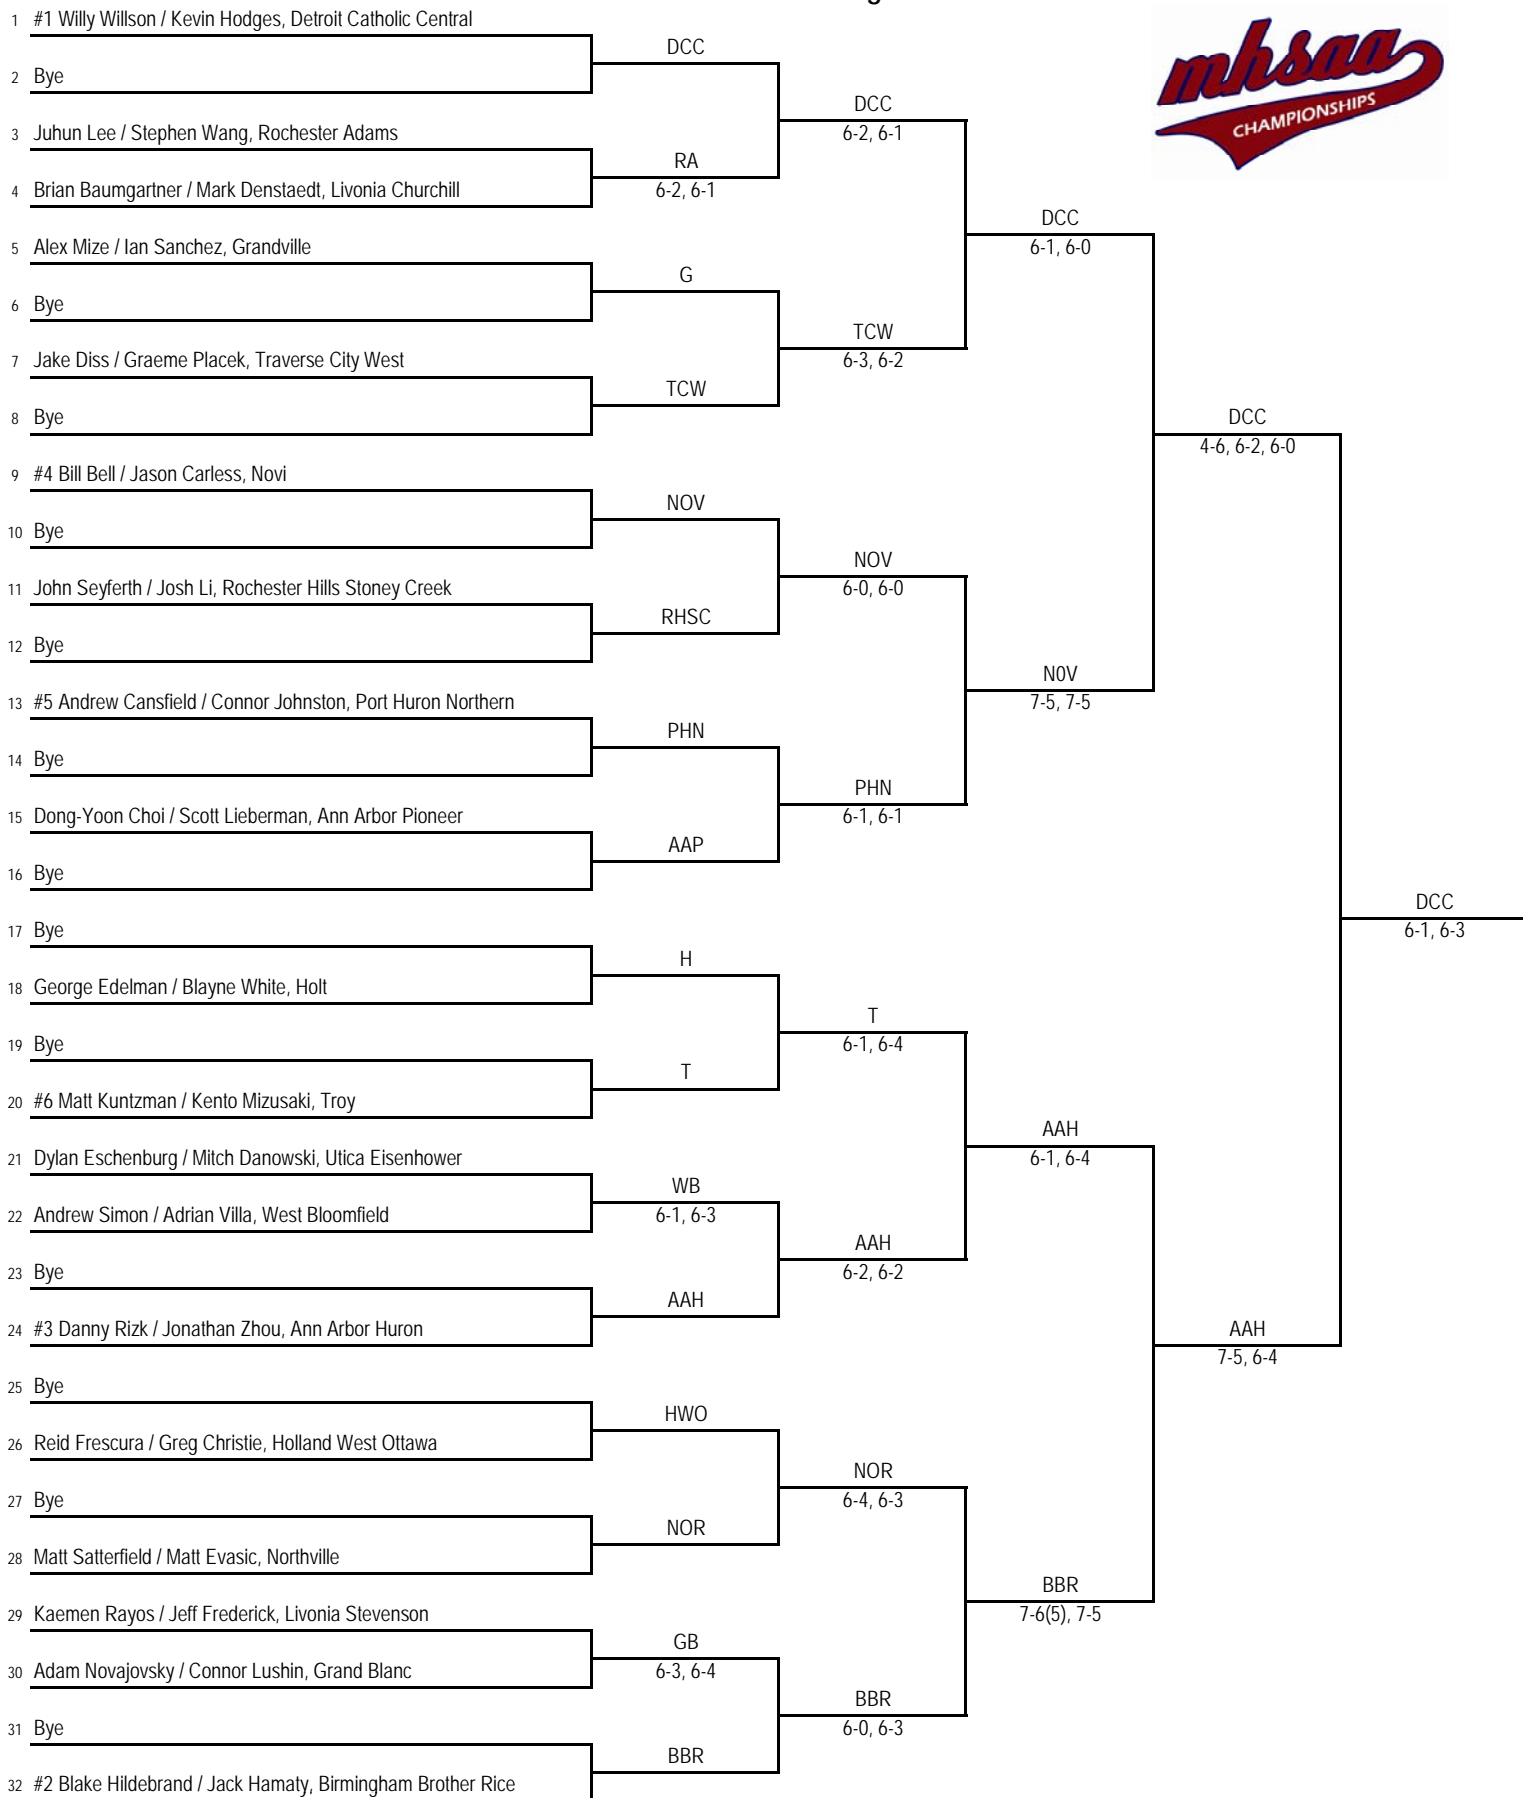 mhsaa
CHAMPIONSHIPS
1 #1 Willy Willson / Kevin Hodges, Detroit Catholic Central
DCC
2 Bye
DCC
6-2, 6-1
3 Juhun Lee / Stephen Wang, Rochester Adams
RA
6-2, 6-1
4 Brian Baumgartner / Mark Denstaedt, Livonia Churchill
DCC
6-1, 6-0
5 Alex Mize / Ian Sanchez, Grandville
G
6 Bye
TCW
6-3, 6-2
7 Jake Diss / Graeme Placek, Traverse City West
TCW
8 Bye
DCC
4-6, 6-2, 6-0
9 #4 Bill Bell / Jason Carless, Novi
NOV
10 Bye
NOV
6-0, 6-0
11 John Seyferth / Josh Li, Rochester Hills Stoney Creek
RHSC
12 Bye
N0V
7-5, 7-5
13 #5 Andrew Cansfield / Connor Johnston, Port Huron Northern
PHN
14 Bye
PHN
6-1, 6-1
15 Dong-Yoon Choi / Scott Lieberman, Ann Arbor Pioneer
AAP
16 Bye
DCC
6-1, 6-3
17 Bye
H
18 George Edelman / Blayne White, Holt
T
6-1, 6-4
19 Bye
T
20 #6 Matt Kuntzman / Kento Mizusaki, Troy
AAH
6-1, 6-4
21 Dylan Eschenburg / Mitch Danowski, Utica Eisenhower
WB
6-1, 6-3
22 Andrew Simon / Adrian Villa, West Bloomfield
AAH
6-2, 6-2
23 Bye
AAH
24 #3 Danny Rizk / Jonathan Zhou, Ann Arbor Huron
AAH
7-5, 6-4
25 Bye
HWO
26 Reid Frescura / Greg Christie, Holland West Ottawa
NOR
6-4, 6-3
27 Bye
NOR
28 Matt Satterfield / Matt Evasic, Northville
BBR
7-6(5), 7-5
29 Kaemen Rayos / Jeff Frederick, Livonia Stevenson
GB
6-3, 6-4
30 Adam Novajovsky / Connor Lushin, Grand Blanc
BBR
6-0, 6-3
31 Bye
BBR
32 #2 Blake Hildebrand / Jack Hamaty, Birmingham Brother Rice